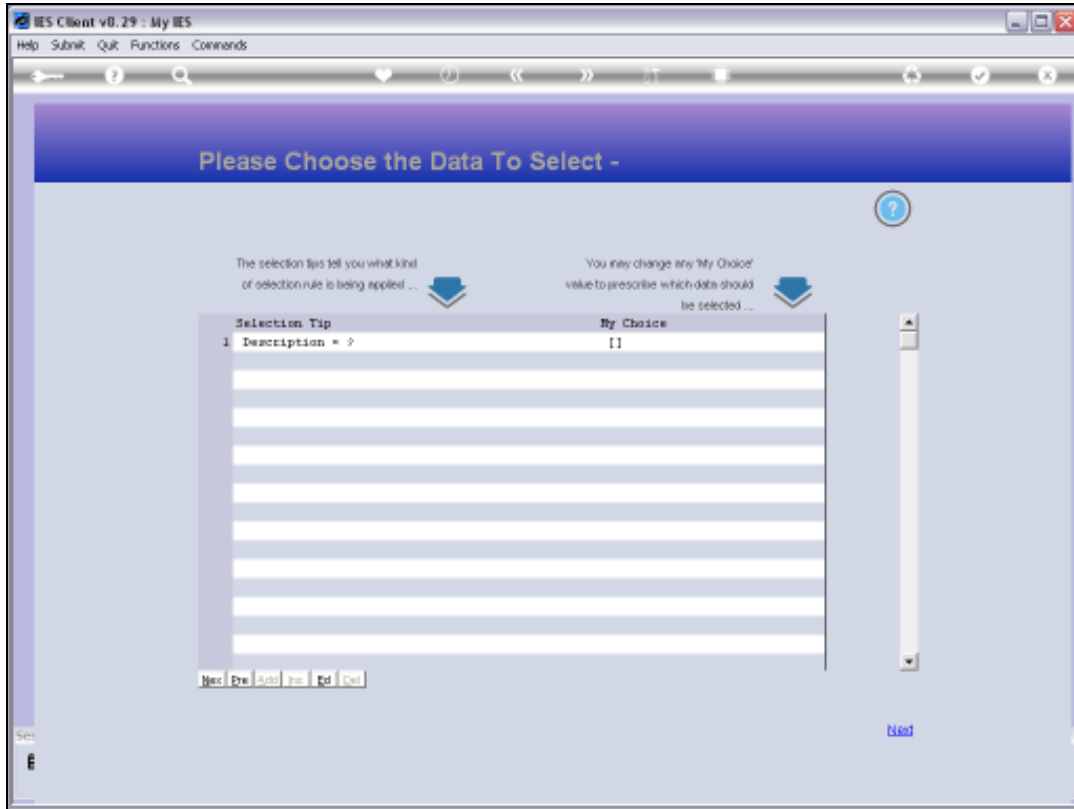 IES Client v8.29 : My IES
Help Submit Quit Functions Commands
Please Choose the Data To Select -
The selection tips tell you what kind
of selection rule is being applied ...
You may change any 'My Choice'
value to prescribe which data should
be selected ...
Selection Tip My Choice
1 Description = ? []
Nex Pre Add Ins Ed Del
Next